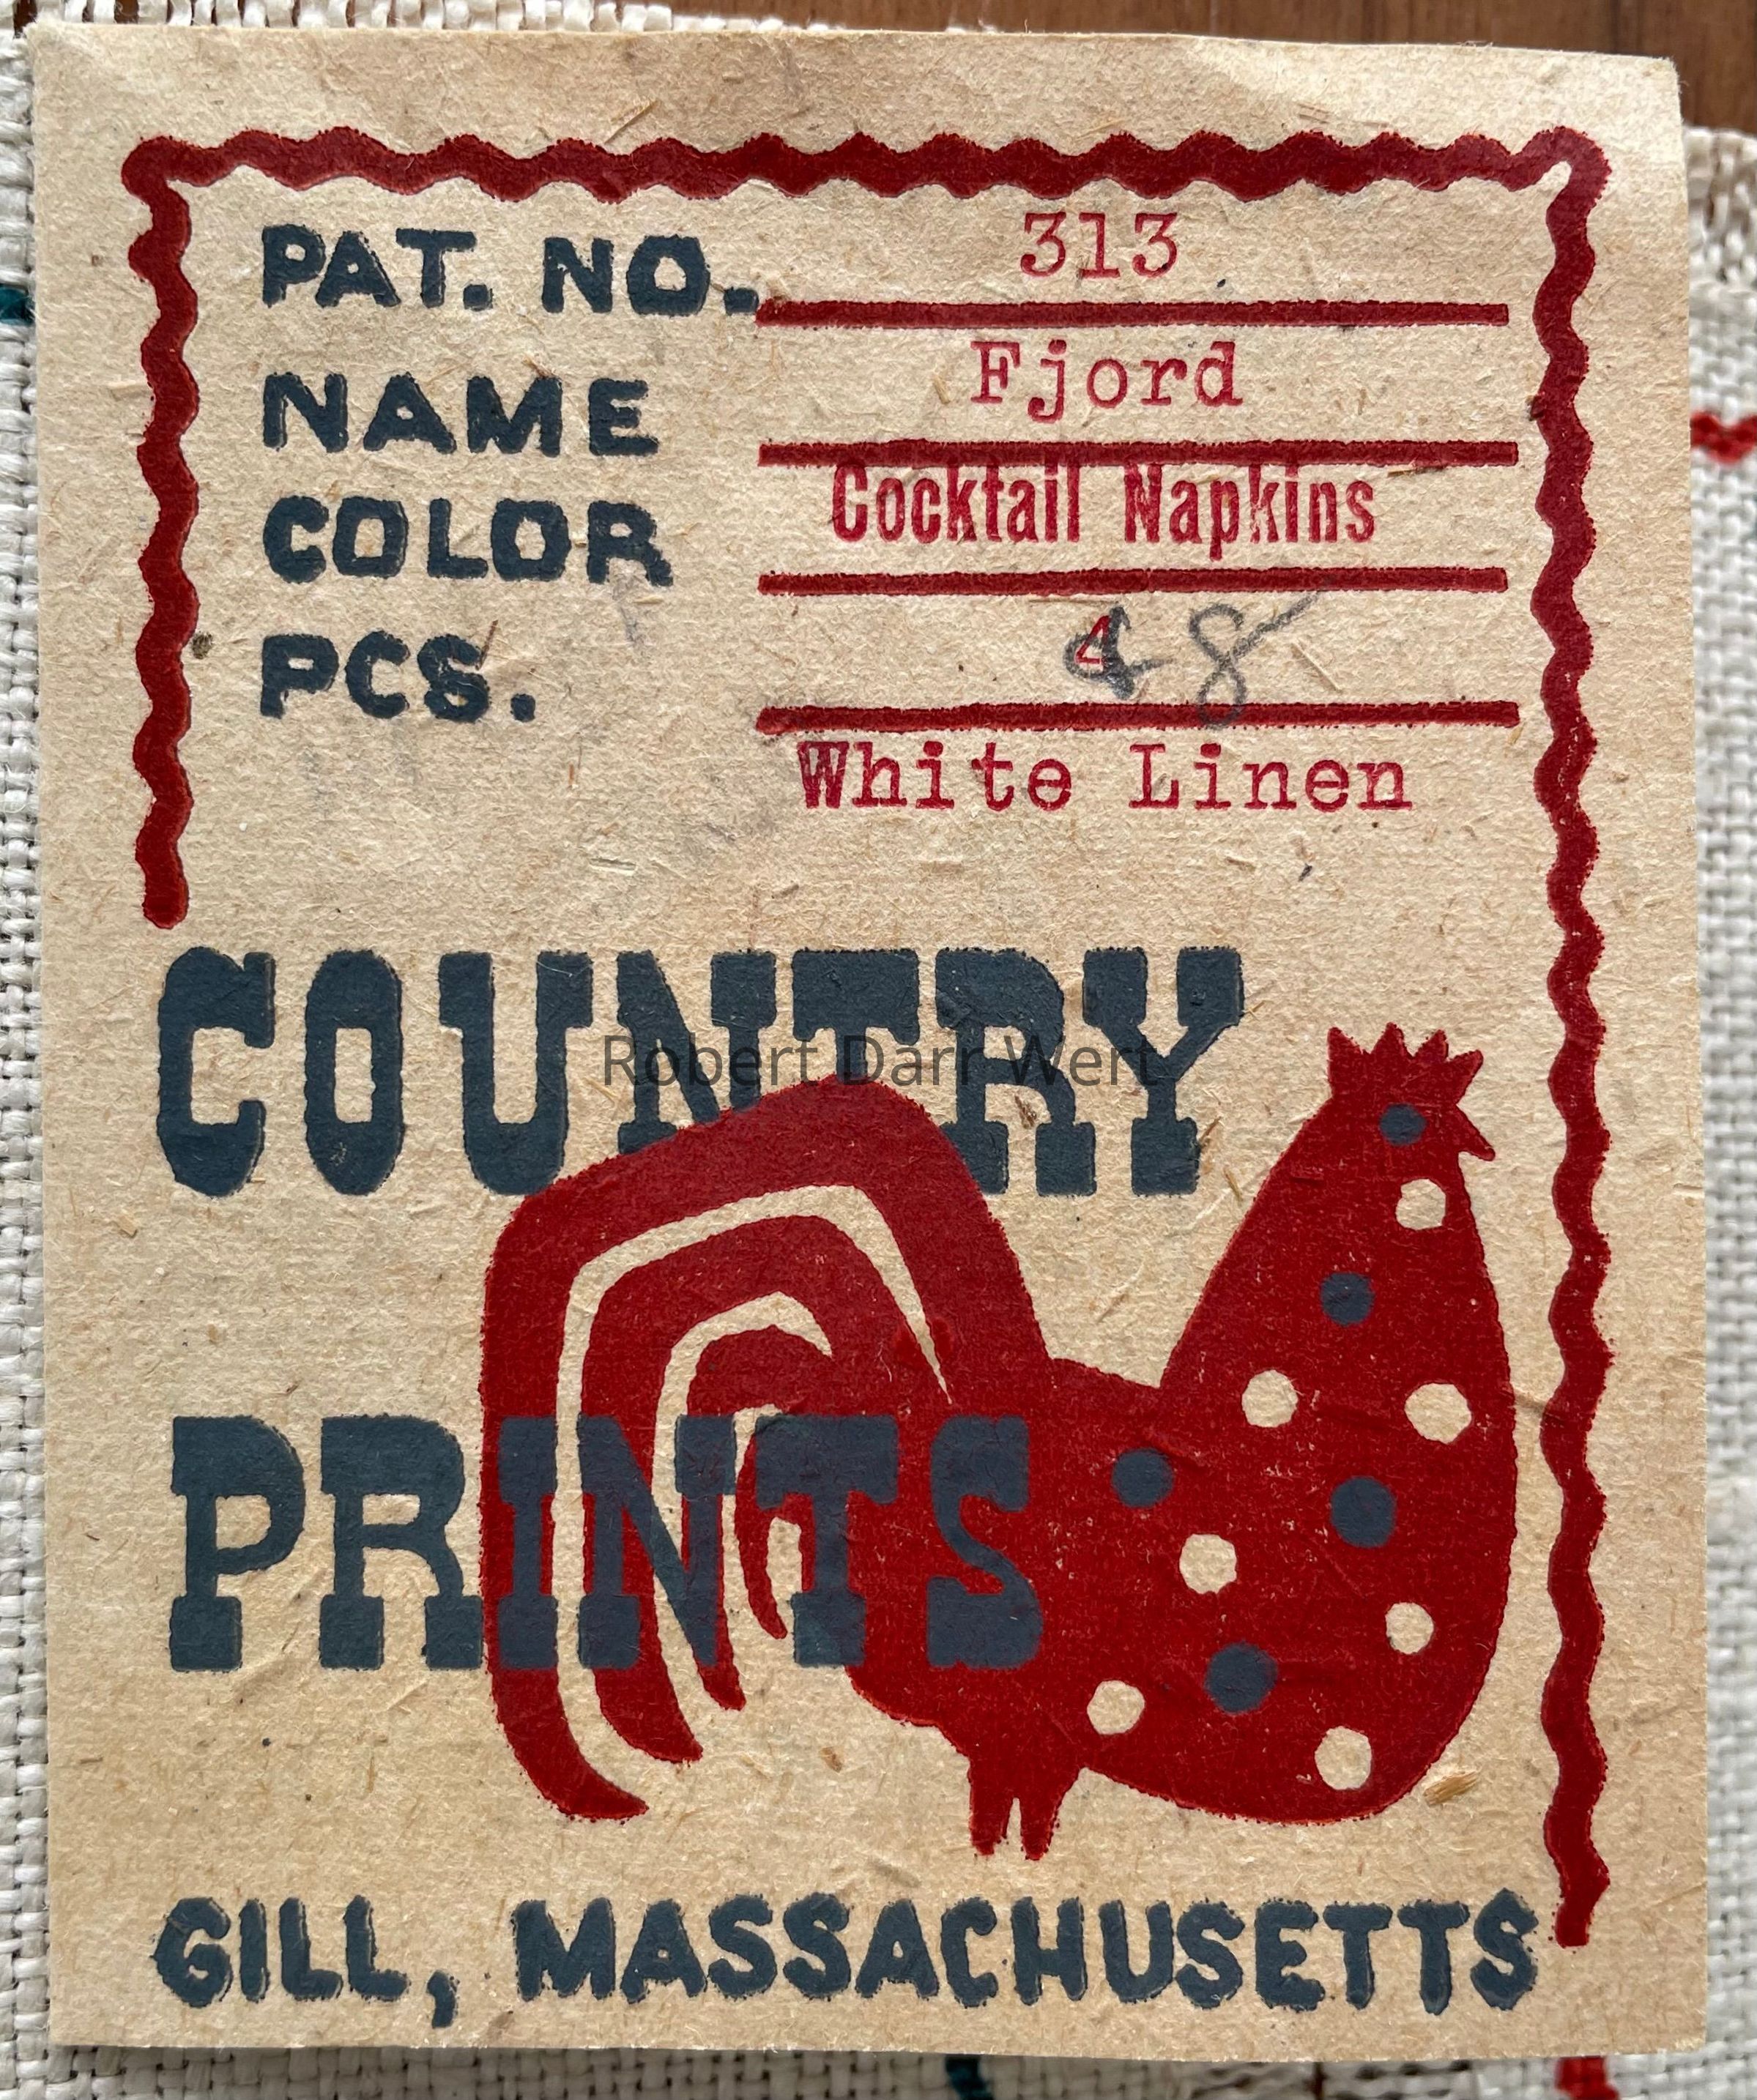 PAT. NO. 313
NAME Fjord
COLOR Cocktail Napkins
PCS. 4 8
White Linen
COUNTRY
Robert Darr Wert
PRINTS
GILL, MASSACHUSETTS